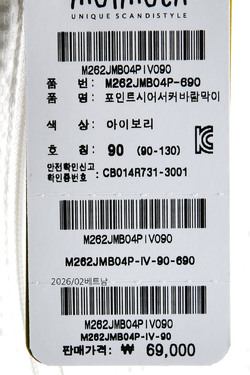 UNIQUE SCANDISTYLE
M262JMB04PIV090
품 번: M262JMB04P-690
품 명: 포인트시어서커바람막이
색 상: 아이보리
호 칭: 90 (90-130)
안전확인신고
확인증번호 : CB014R731-3001
M262JMB04PIV090
M262JMB04P-IV-90-690
2026/02베트남
M262JMB04PIV090
M262JMB04P-IV-90
판매가격: ₩ 69,000